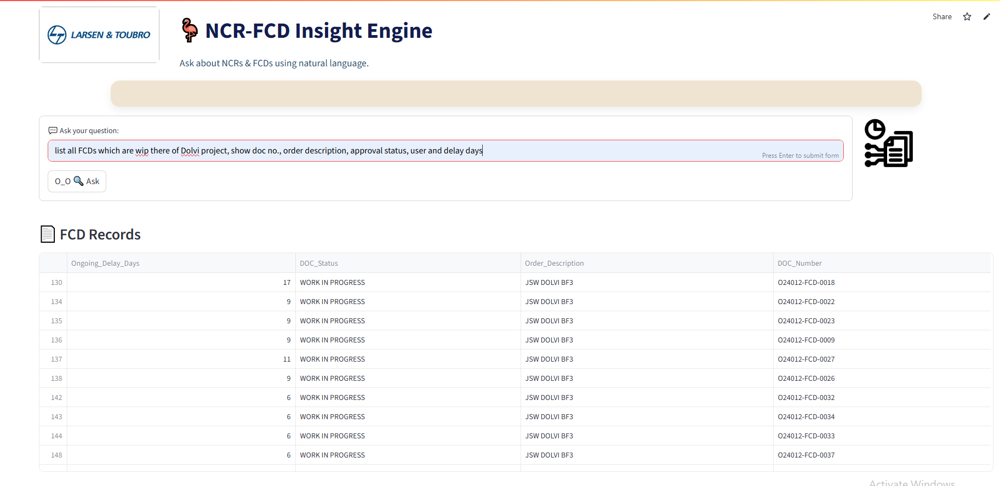 Share
LARSEN & TOUBRO
NCR-FCD Insight Engine
Ask about NCRs & FCDs using natural language.
Ask your question:
list all FCDs which are wip there of Dolvi project, show doc no., order description, approval status, user and delay days
Press Enter to submit form
O_O 🔍 Ask
FCD Records
Ongoing_Delay_Days DOC_Status Order_Description DOC_Number
130 17 WORK IN PROGRESS JSW DOLVI BF3 O24012-FCD-0018
134 9 WORK IN PROGRESS JSW DOLVI BF3 O24012-FCD-0022
135 9 WORK IN PROGRESS JSW DOLVI BF3 O24012-FCD-0023
136 9 WORK IN PROGRESS JSW DOLVI BF3 O24012-FCD-0009
137 11 WORK IN PROGRESS JSW DOLVI BF3 O24012-FCD-0027
138 9 WORK IN PROGRESS JSW DOLVI BF3 O24012-FCD-0026
142 6 WORK IN PROGRESS JSW DOLVI BF3 O24012-FCD-0032
143 6 WORK IN PROGRESS JSW DOLVI BF3 O24012-FCD-0034
144 6 WORK IN PROGRESS JSW DOLVI BF3 O24012-FCD-0033
148 6 WORK IN PROGRESS JSW DOLVI BF3 O24012-FCD-0037
Activate Windows